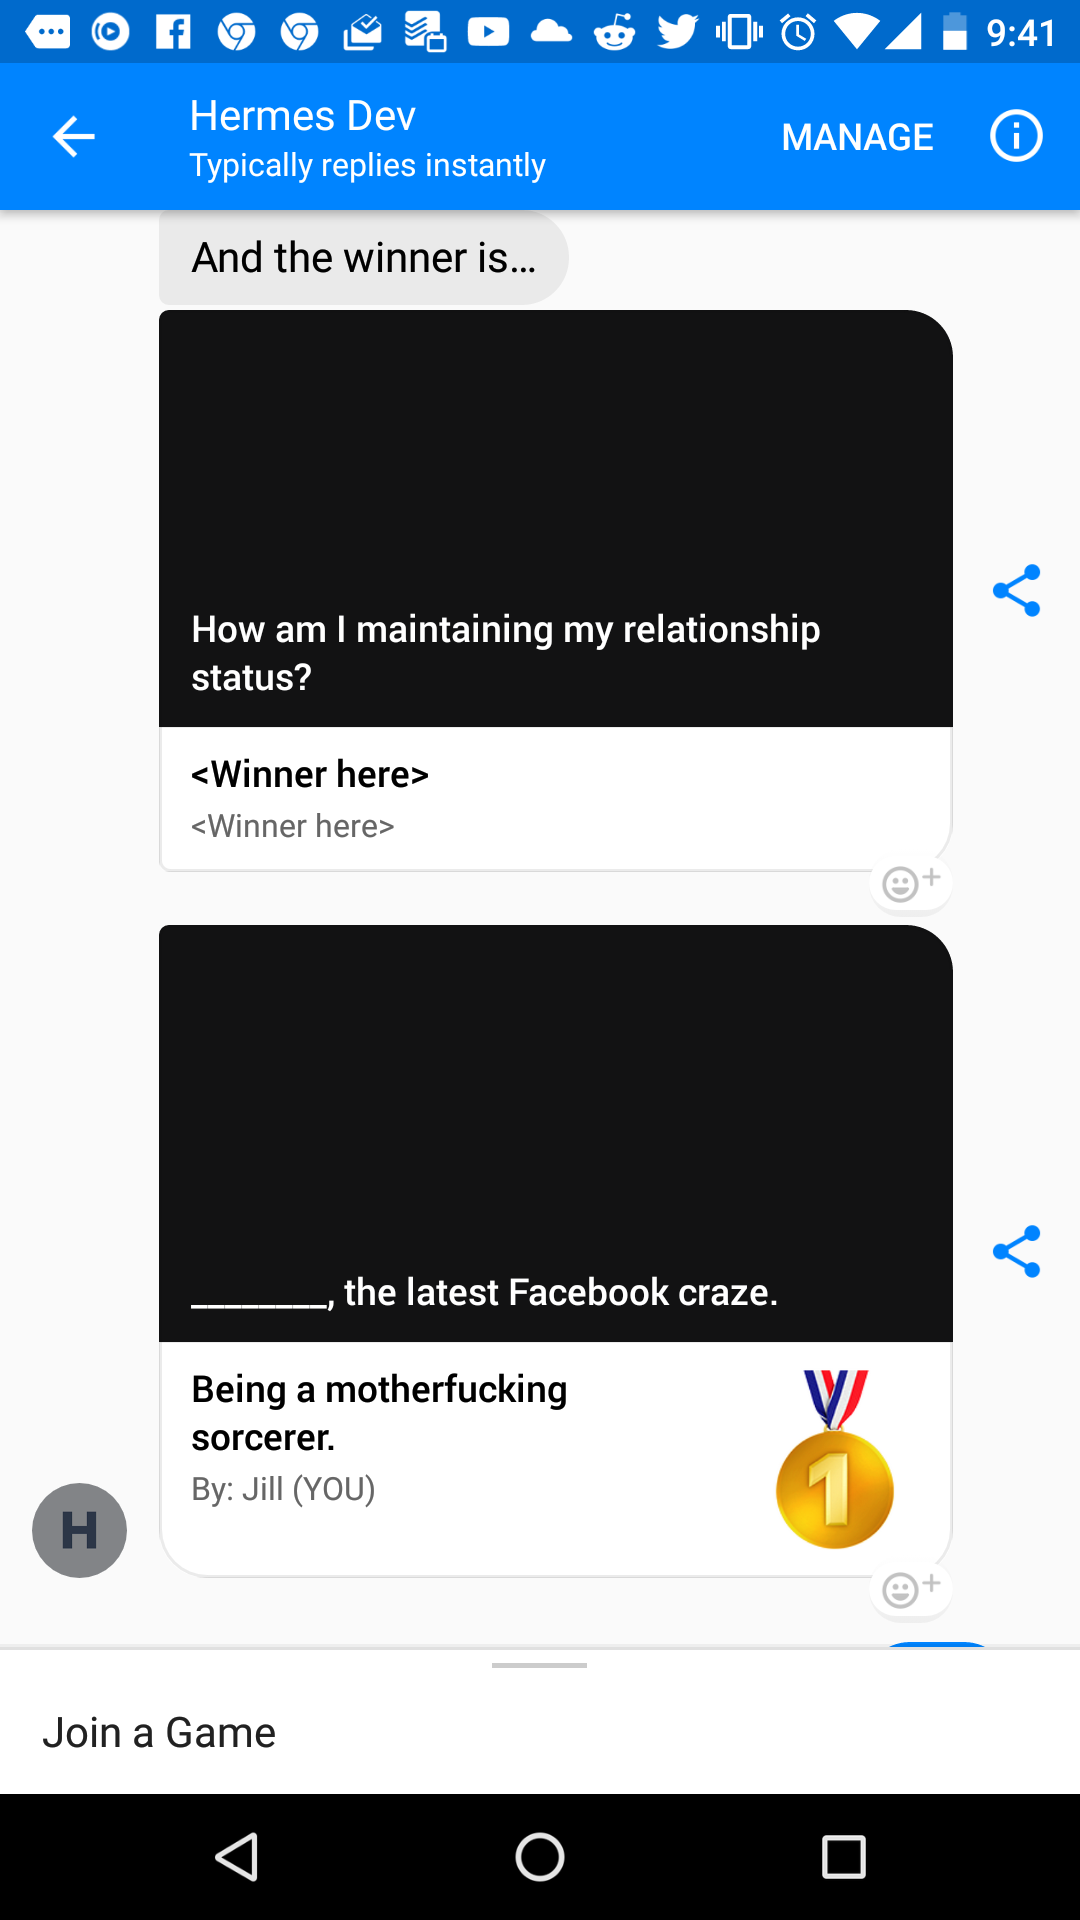 9:41
Hermes Dev
Typically replies instantly
MANAGE
And the winner is...
How am I maintaining my relationship
status?
<Winner here>
<Winner here>
________, the latest Facebook craze.
Being a motherfucking
sorcerer.
By: Jill (YOU)
1
H
Join a Game